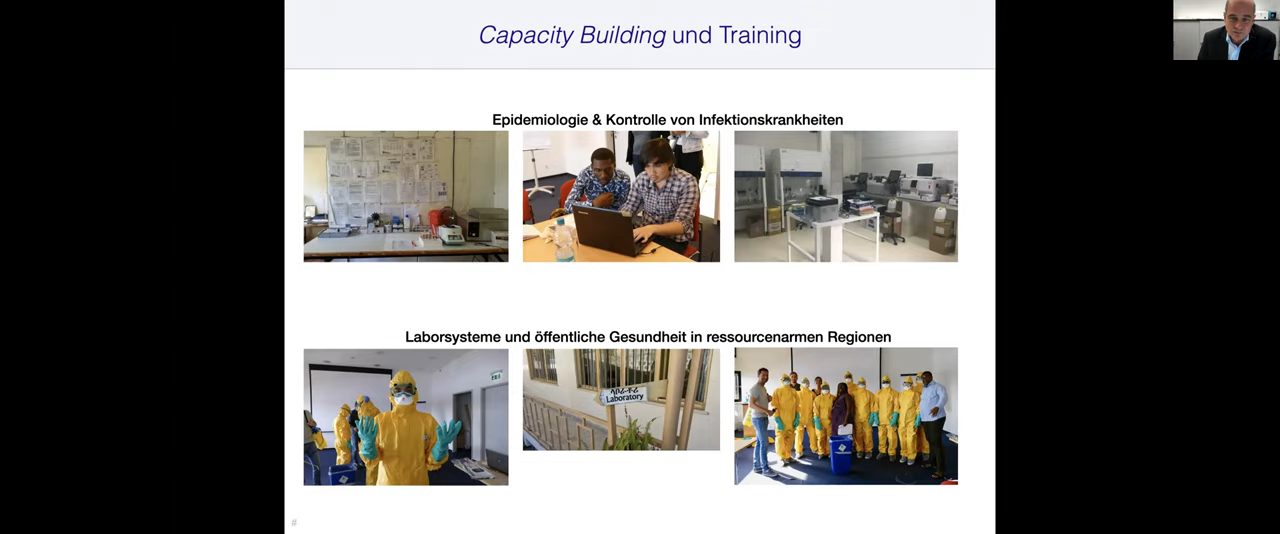 Capacity Building und Training
Epidemiologie & Kontrolle von Infektionskrankheiten
Laborsysteme und öffentliche Gesundheit in ressourcenarmen Regionen
Laboratory
#